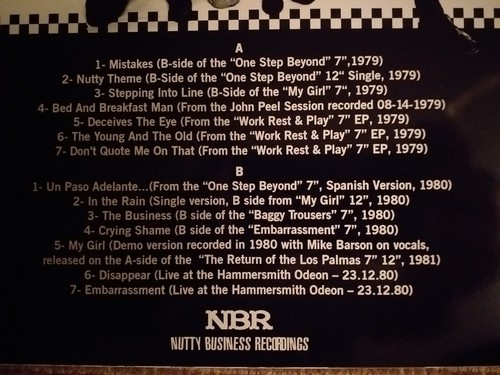 A
1- Mistakes (B-side of the “One Step Beyond” 7”,1979)
2- Nutty Theme (B-Side of the “One Step Beyond” 12“ Single, 1979)
3- Stepping Into Line (B-Side of the “My Girl” 7“, 1979)
4- Bed And Breakfast Man (From the John Peel Session recorded 08-14-1979)
5- Deceives The Eye (From the “Work Rest & Play” 7” EP, 1979)
6- The Young And The Old (From the “Work Rest & Play” 7” EP, 1979)
7- Don't Quote Me On That (From the “Work Rest & Play” 7” EP, 1979)
B
1- Un Paso Adelante...(From the “One Step Beyond” 7”, Spanish Version, 1980)
2- In the Rain (Single version, B side from “My Girl” 12”, 1980)
3- The Business (B side of the “Baggy Trousers” 7”, 1980)
4- Crying Shame (B side of the “Embarrassment” 7”, 1980)
5- My Girl (Demo version recorded in 1980 with Mike Barson on vocals,
released on the A-side of the “The Return of the Los Palmas 7” 12”, 1981)
6- Disappear (Live at the Hammersmith Odeon – 23.12.80)
7- Embarrassment (Live at the Hammersmith Odeon – 23.12.80)
NBR
NUTTY BUSINESS RECORDINGS